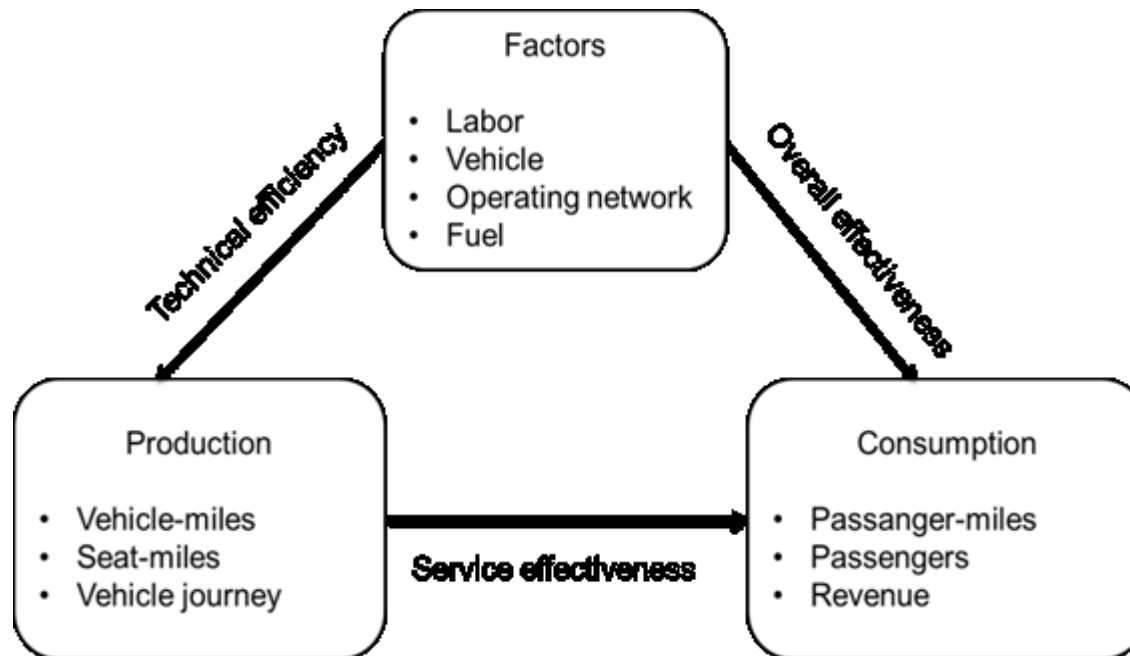 Factors
• Labor
• Vehicle
• Operating network
• Fuel
Technical efficiency
Overall effectiveness
Production
• Vehicle-miles
• Seat-miles
• Vehicle journey
Service effectiveness
Consumption
• Passanger-miles
• Passengers
• Revenue